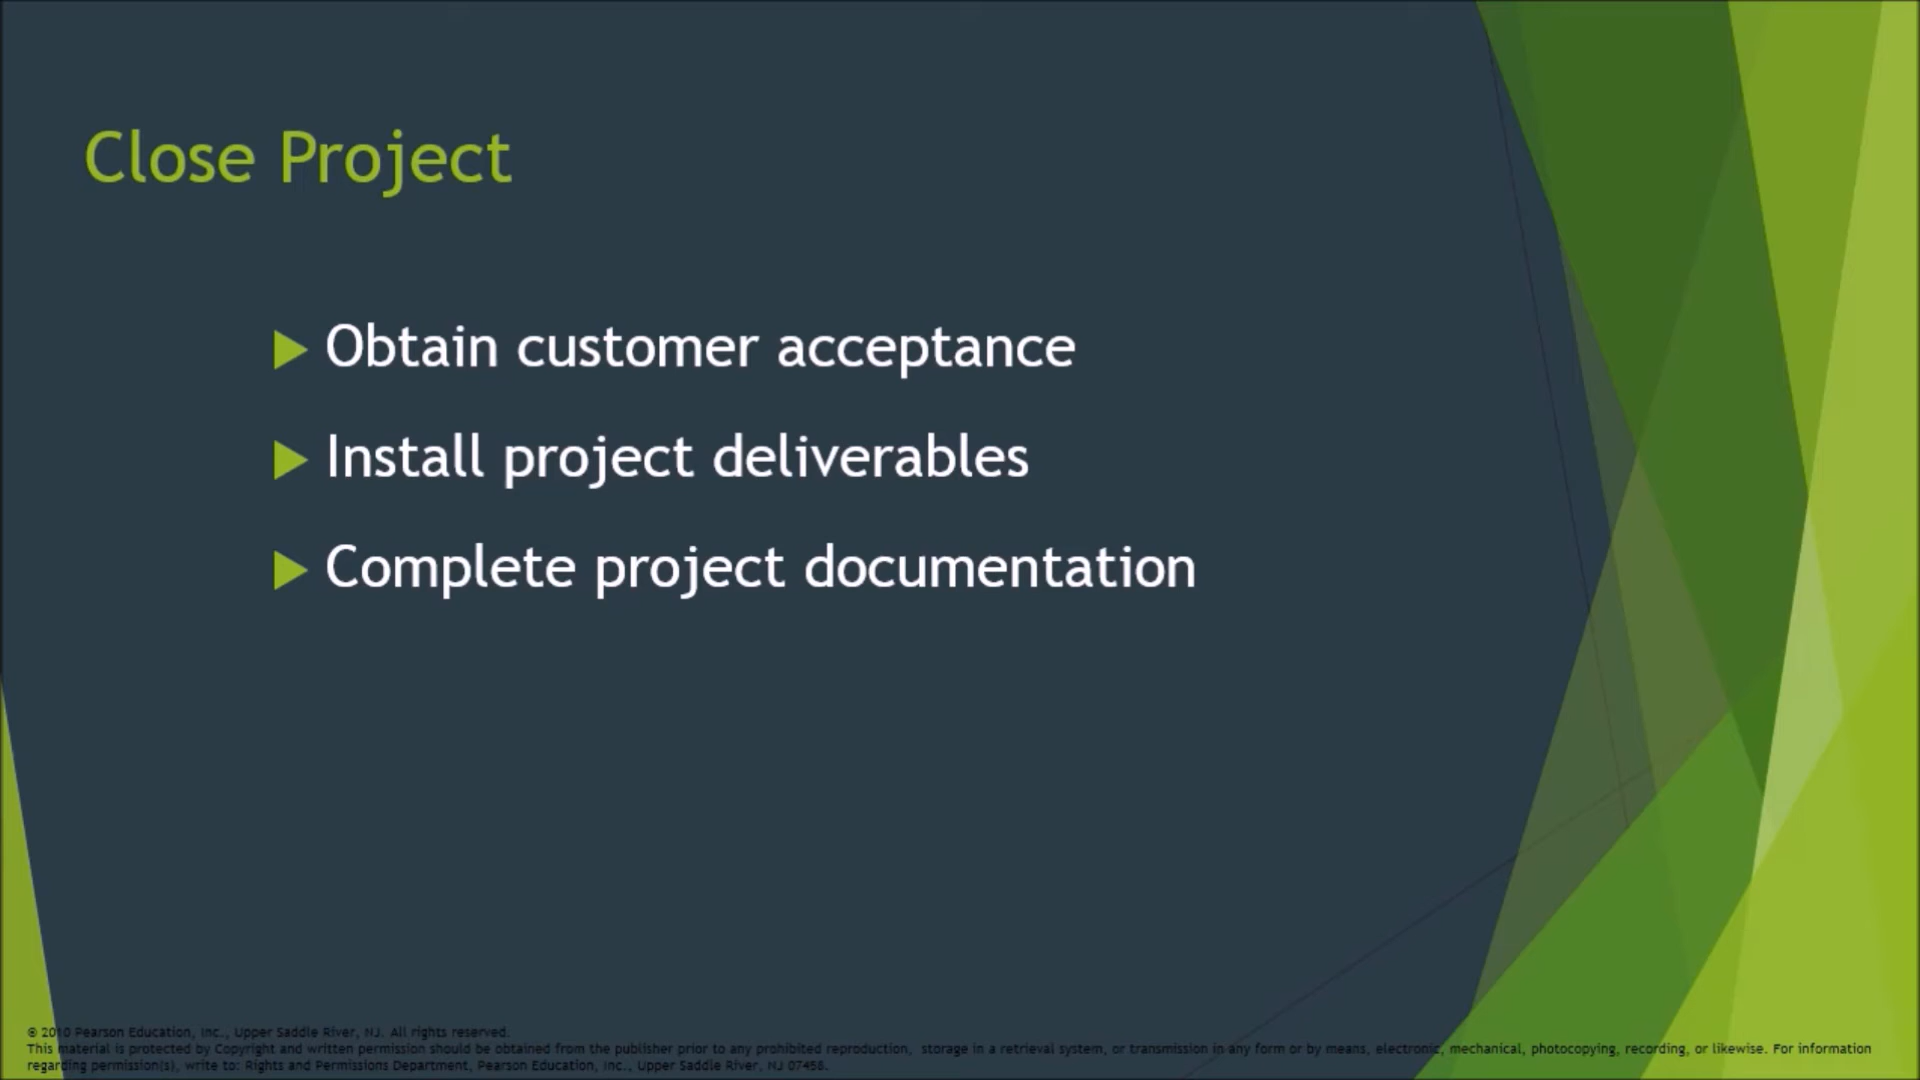 Close Project
Obtain customer acceptance
Install project deliverables
Complete project documentation
© 2010 Pearson Education, Inc., Upper Saddle River, NJ. All rights reserved.
This material is protected by Copyright and written permission should be obtained from the publisher prior to any prohibited reproduction, storage in a retrieval system, or transmission in any form or by means, electronic, mechanical, photocopying, recording, or likewise. For information
regarding permission(s), write to: Rights and Permissions Department, Pearson Education, Inc., Upper Saddle River, NJ 07458.